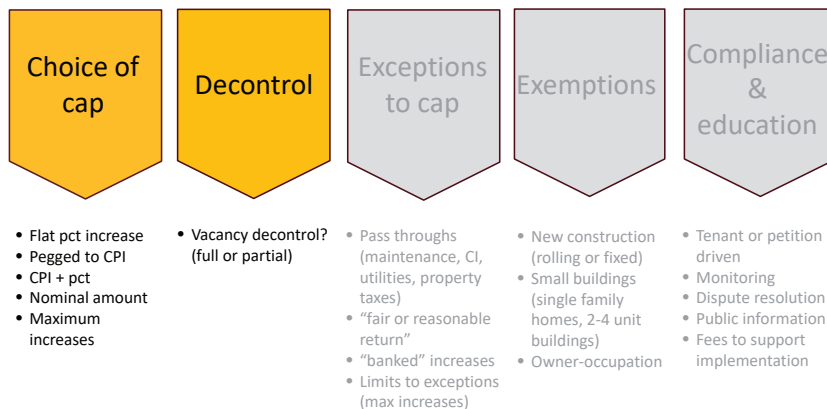 Choice of
cap
Decontrol
Exceptions
to cap
Exemptions
Compliance
&
education
• Flat pct increase
• Pegged to CPI
• CPI + pct
• Nominal amount
• Maximum
increases
• Vacancy decontrol?
(full or partial)
• Pass throughs
(maintenance, CI,
utilities, property
taxes)
• “fair or reasonable
return”
• “banked” increases
• Limits to exceptions
(max increases)
• New construction
(rolling or fixed)
• Small buildings
(single family
homes, 2-4 unit
buildings)
• Owner-occupation
• Tenant or petition
driven
• Monitoring
• Dispute resolution
• Public information
• Fees to support
implementation